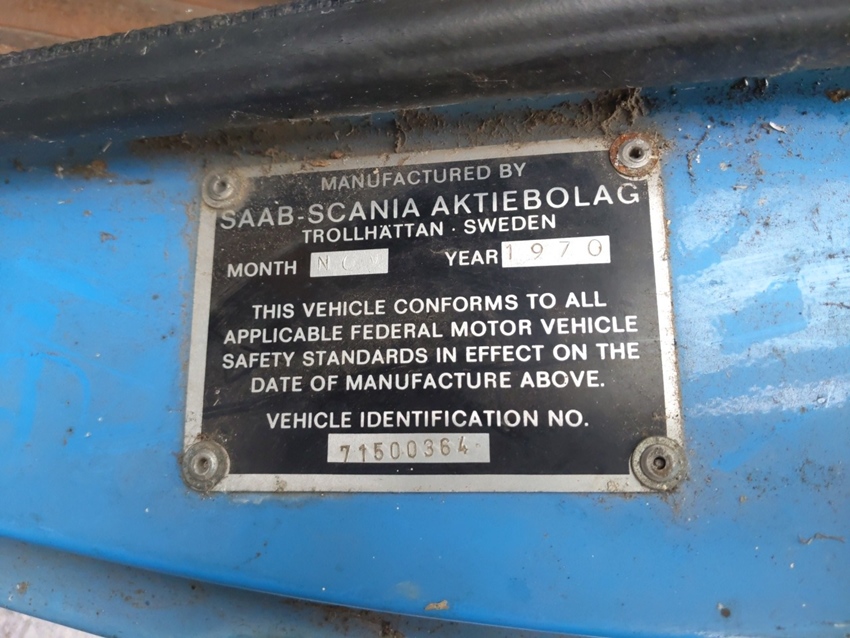 MANUFACTURED BY
SAAB-SCANIA AKTIEBOLAG
TROLLHÄTTAN · SWEDEN
MONTH NOV YEAR 1970
THIS VEHICLE CONFORMS TO ALL
APPLICABLE FEDERAL MOTOR VEHICLE
SAFETY STANDARDS IN EFFECT ON THE
DATE OF MANUFACTURE ABOVE.
VEHICLE IDENTIFICATION NO.
71500364